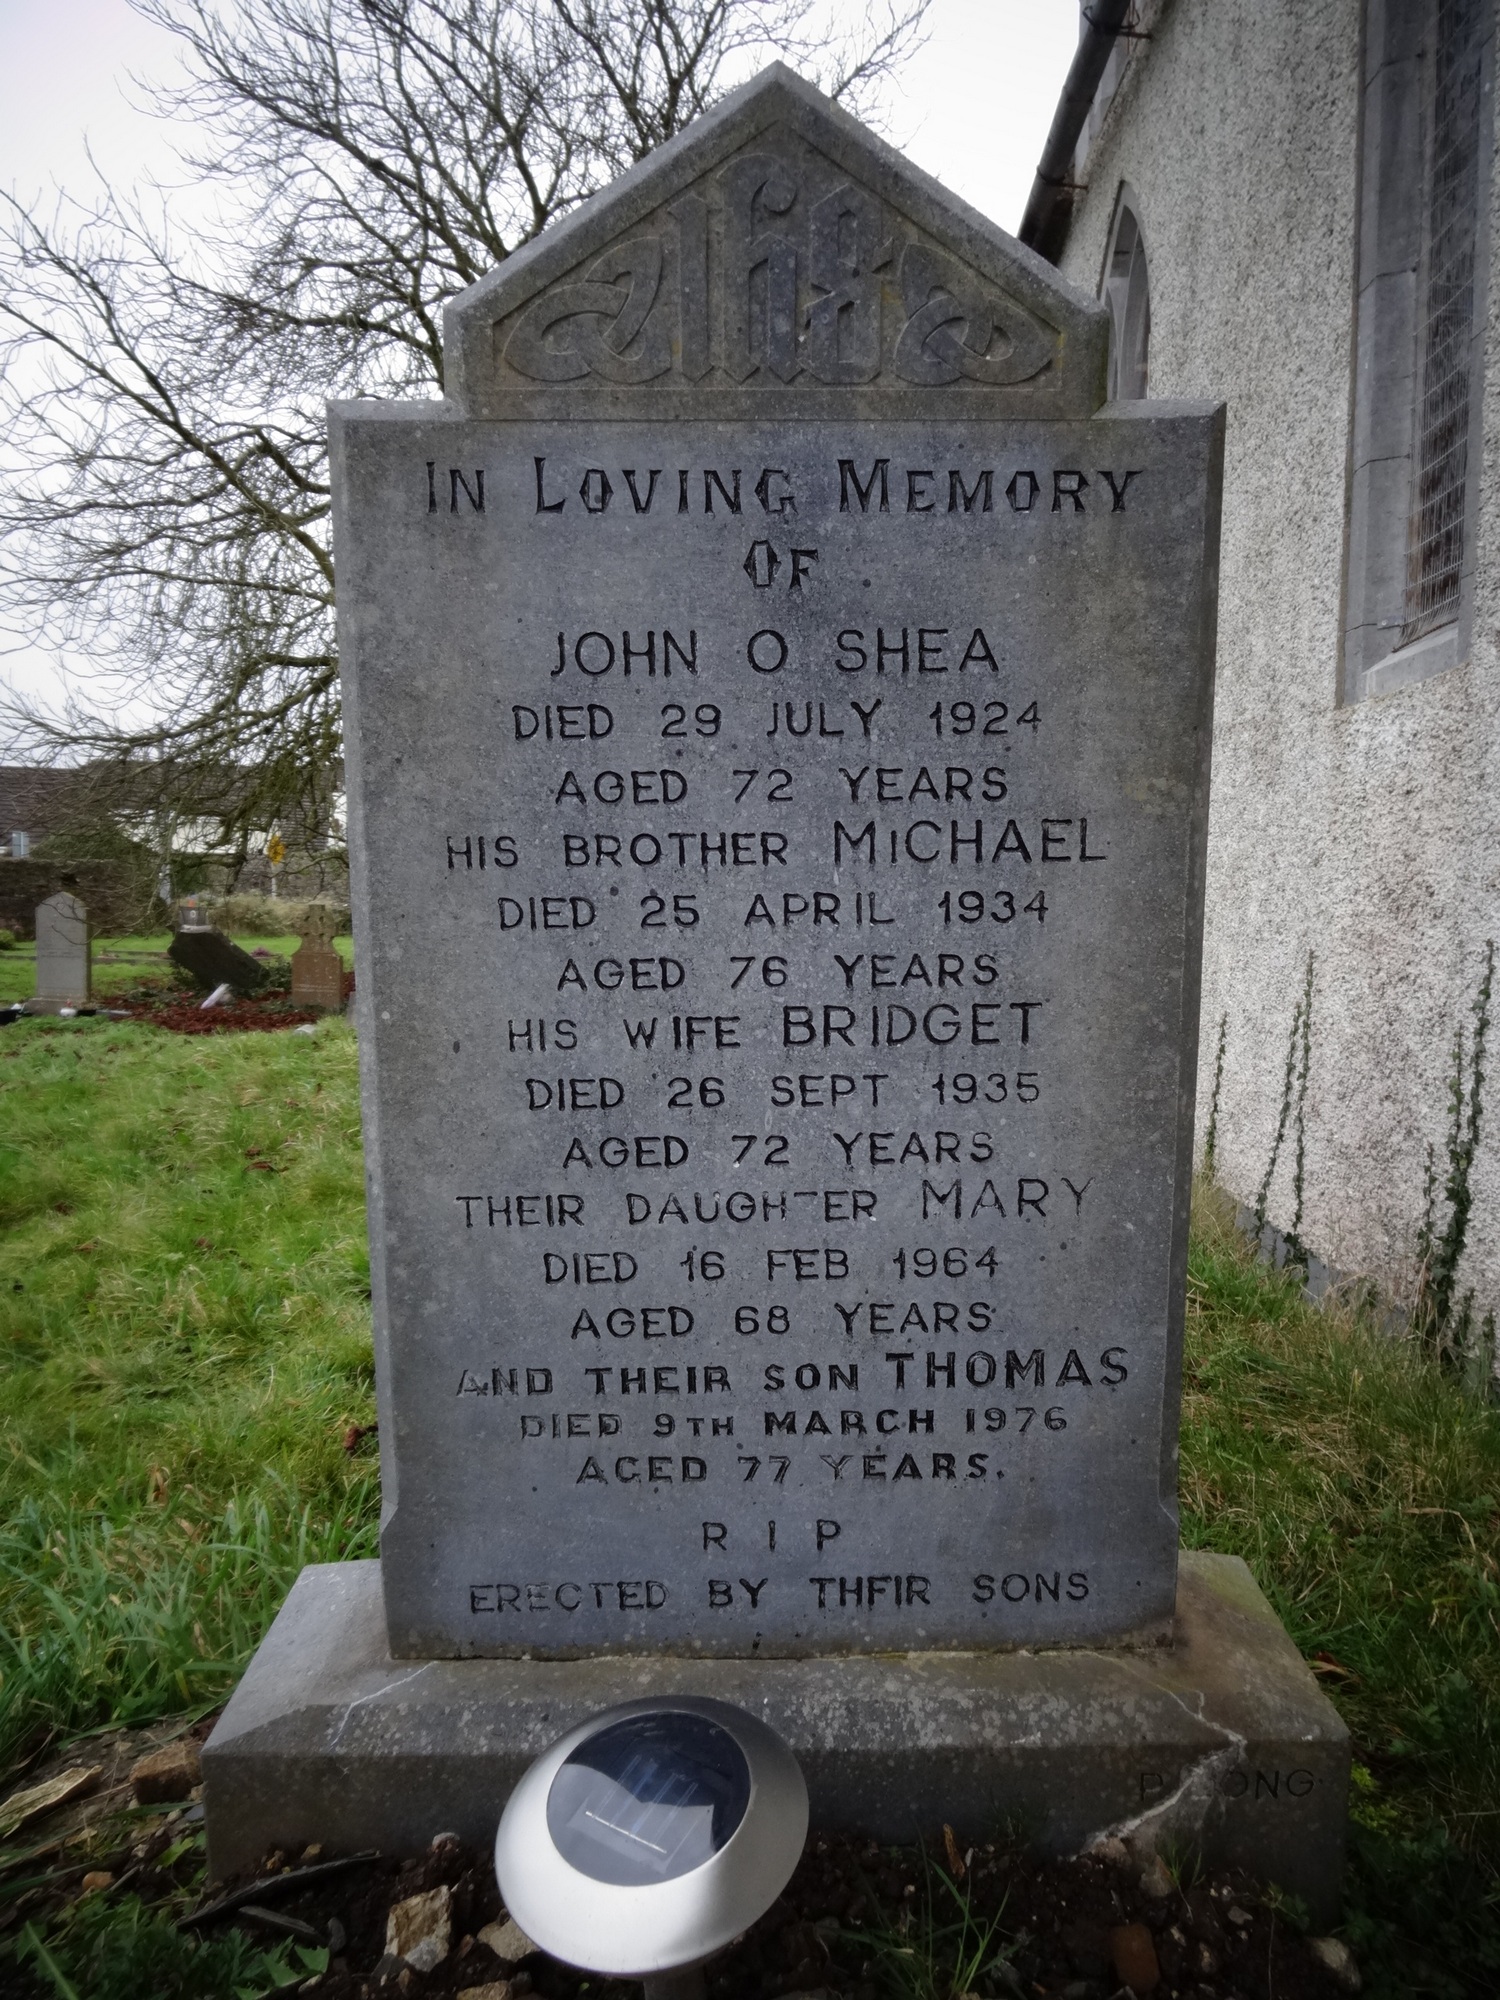 IHS
IN LOVING MEMORY
OF
JOHN O SHEA
DIED 29 JULY 1924
AGED 72 YEARS
HIS BROTHER MICHAEL
DIED 25 APRIL 1934
AGED 76 YEARS
HIS WIFE BRIDGET
DIED 26 SEPT 1935
AGED 72 YEARS
THEIR DAUGHTER MARY
DIED 16 FEB 1964
AGED 68 YEARS
AND THEIR SON THOMAS
DIED 9TH MARCH 1976
AGED 77 YEARS.
R I P
ERECTED BY THEIR SONS